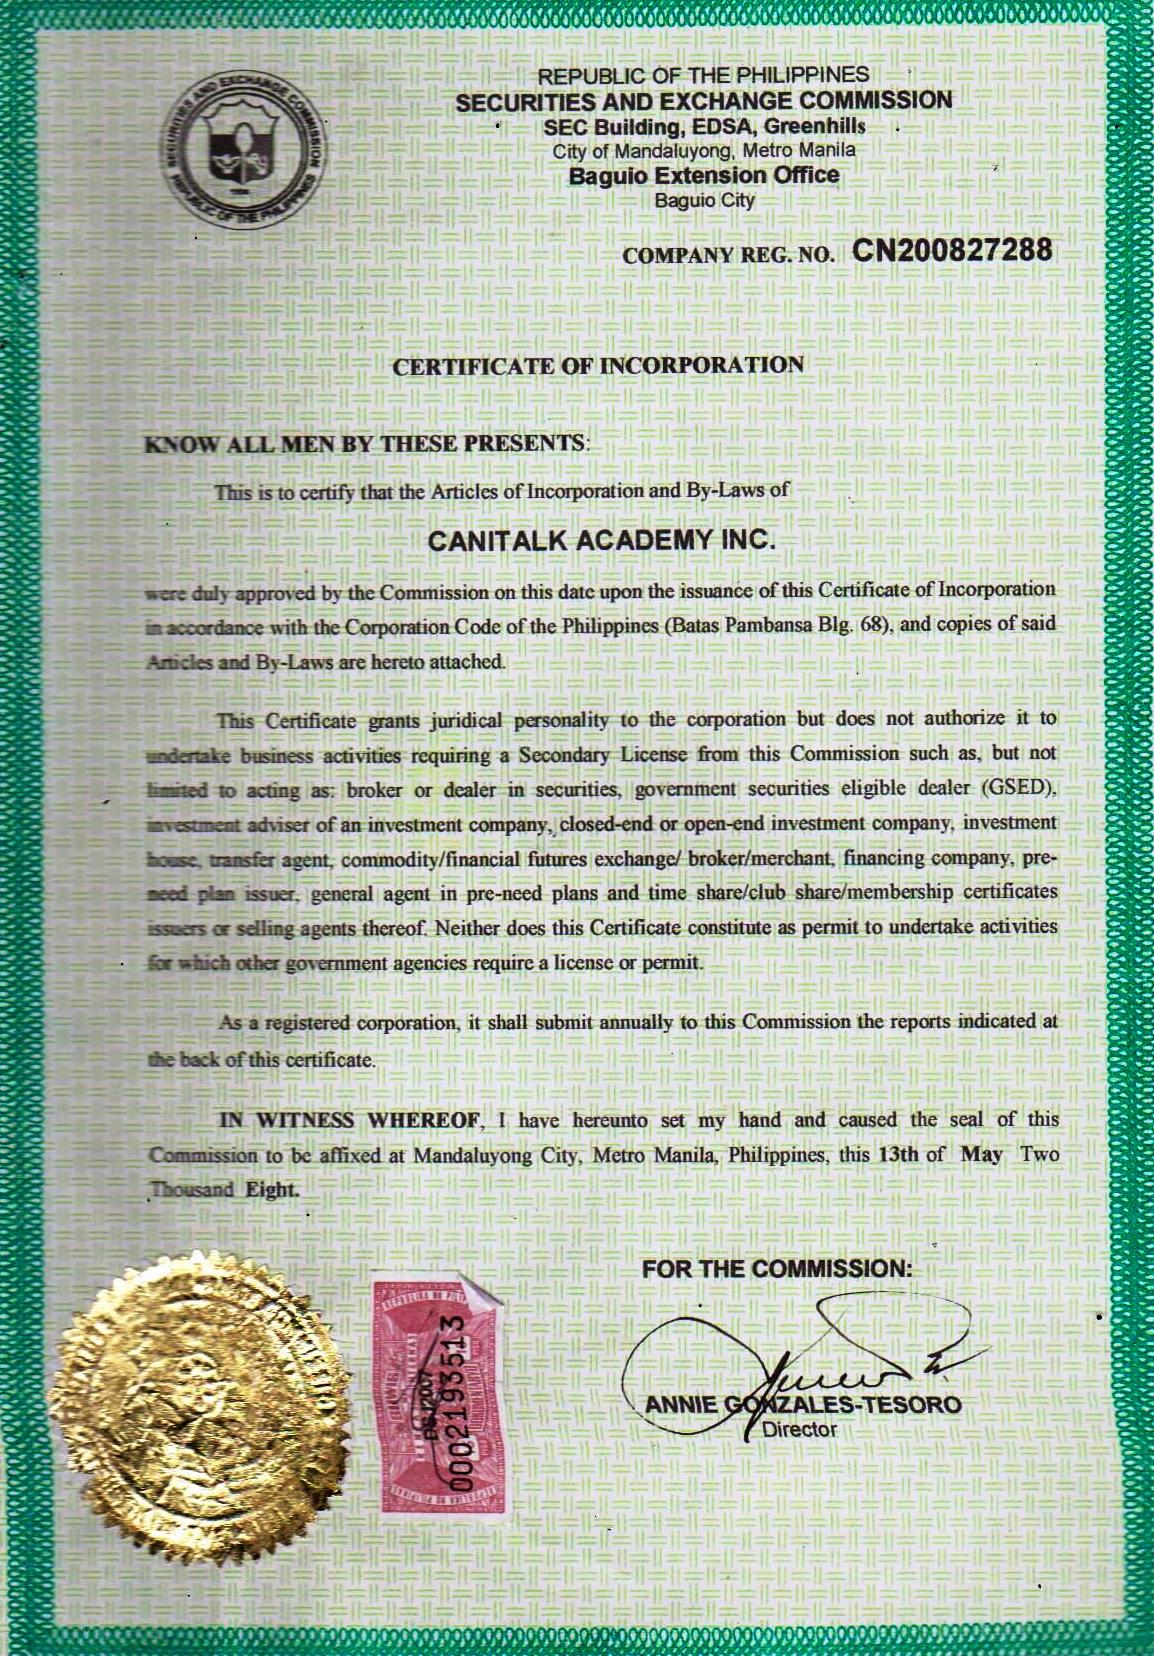 SECURITIES AND EXCHANGE COMMISSION
REPUBLIC OF THE PHILIPPINES
REPUBLIC OF THE PHILIPPINES
SECURITIES AND EXCHANGE COMMISSION
SEC Building, EDSA, Greenhills
City of Mandaluyong, Metro Manila
Baguio Extension Office
Baguio City
COMPANY REG. NO. CN200827288
CERTIFICATE OF INCORPORATION
KNOW ALL MEN BY THESE PRESENTS:
This is to certify that the Articles of Incorporation and By-Laws of
CANITALK ACADEMY INC.
were duly approved by the Commission on this date upon the issuance of this Certificate of Incorporation
in accordance with the Corporation Code of the Philippines (Batas Pambansa Blg. 68), and copies of said
Articles and By-Laws are hereto attached.
This Certificate grants juridical personality to the corporation but does not authorize it to
undertake business activities requiring a Secondary License from this Commission such as, but not
limited to acting as: broker or dealer in securities, government securities eligible dealer (GSED),
investment adviser of an investment company, closed-end or open-end investment company, investment
house, transfer agent, commodity/financial futures exchange/ broker/merchant, financing company, pre-
need plan issuer, general agent in pre-need plans and time share/club share/membership certificates
issuers or selling agents thereof. Neither does this Certificate constitute as permit to undertake activities
for which other government agencies require a license or permit.
As a registered corporation, it shall submit annually to this Commission the reports indicated at
the back of this certificate.
IN WITNESS WHEREOF, I have hereunto set my hand and caused the seal of this
Commission to be affixed at Mandaluyong City, Metro Manila, Philippines, this 13th of May Two
Thousand Eight.
FOR THE COMMISSION:
0002193513
ANNIE GONZALES-TESORO
Director